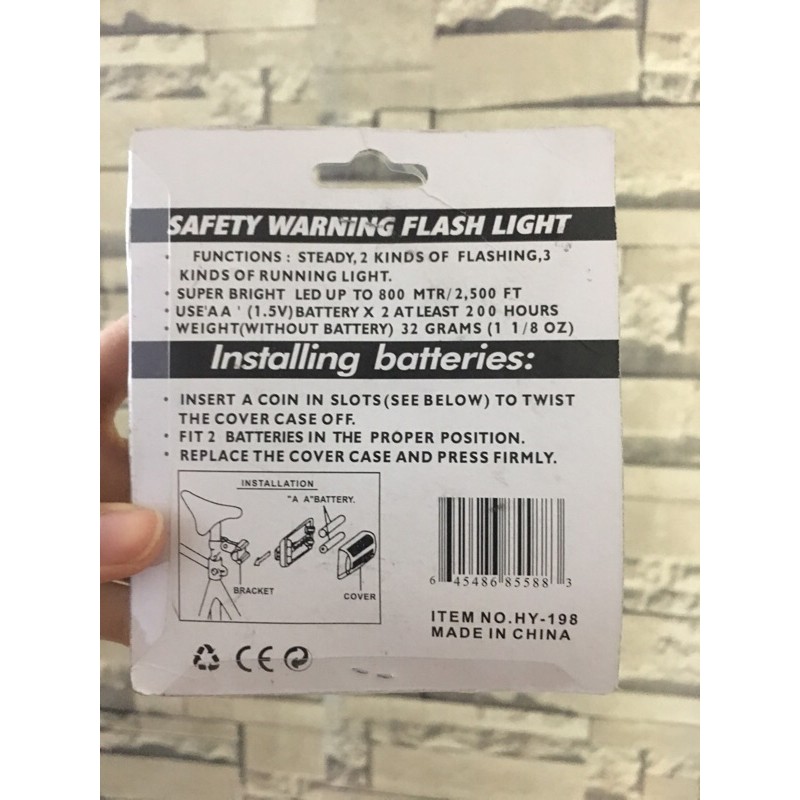 SAFETY WARNING FLASH LIGHT
• FUNCTIONS : STEADY, 2 KINDS OF FLASHING,3
KINDS OF RUNNING LIGHT.
• SUPER BRIGHT LED UP TO 800 MTR/2,500 FT
• USE'AA ' (1.5V)BATTERY X 2 AT LEAST 200 HOURS
• WEIGHT(WITHOUT BATTERY) 32 GRAMS (1 1/8 OZ)
Installing batteries:
• INSERT A COIN IN SLOTS(SEE BELOW) TO TWIST
THE COVER CASE OFF.
• FIT 2 BATTERIES IN THE PROPER POSITION.
• REPLACE THE COVER CASE AND PRESS FIRMLY.
INSTALLATION
"A A"BATTERY.
BRACKET
COVER
6 45486 85588 3
ITEM NO.HY-198
MADE IN CHINA
CE